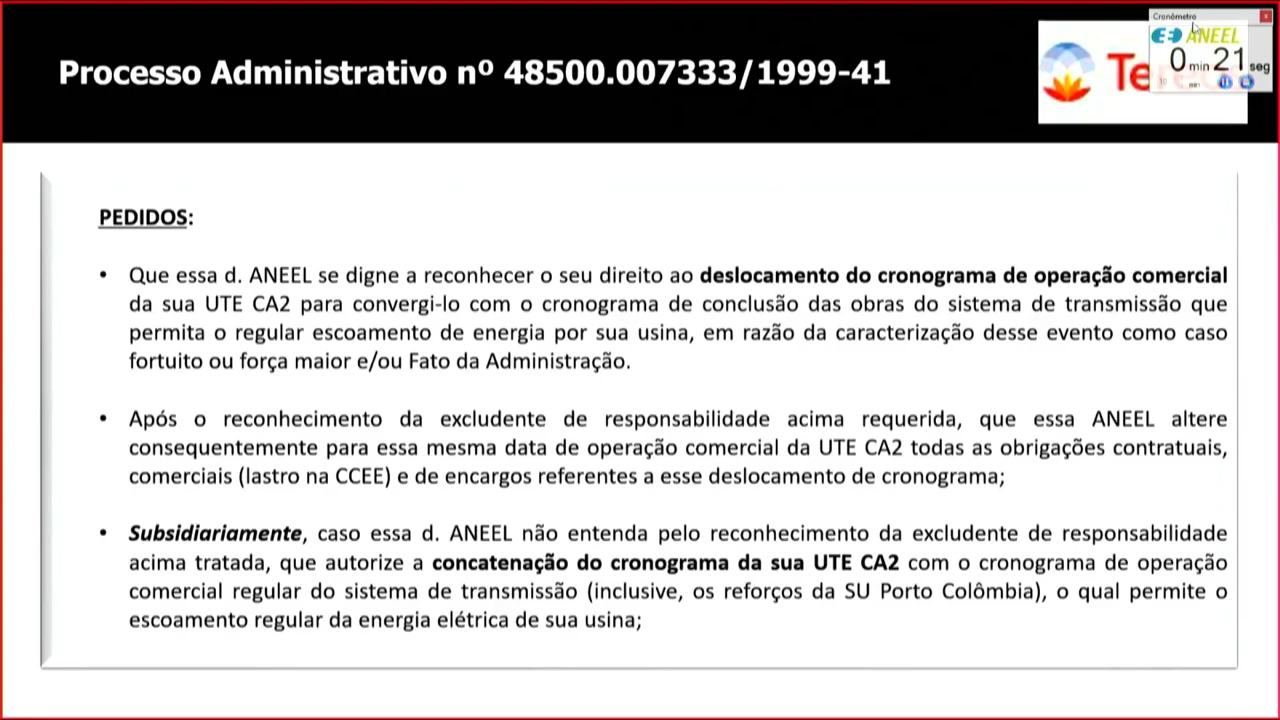 Cronômetro
ANEEL
0 min 21 seg
Processo Administrativo nº 48500.007333/1999-41
PEDIDOS:
• Que essa d. ANEEL se digne a reconhecer o seu direito ao deslocamento do cronograma de operação comercial
da sua UTE CA2 para convergi-lo com o cronograma de conclusão das obras do sistema de transmissão que
permita o regular escoamento de energia por sua usina, em razão da caracterização desse evento como caso
fortuito ou força maior e/ou Fato da Administração.
• Após o reconhecimento da excludente de responsabilidade acima requerida, que essa ANEEL altere
consequentemente para essa mesma data de operação comercial da UTE CA2 todas as obrigações contratuais,
comerciais (lastro na CCEE) e de encargos referentes a esse deslocamento de cronograma;
• Subsidiariamente, caso essa d. ANEEL não entenda pelo reconhecimento da excludente de responsabilidade
acima tratada, que autorize a concatenação do cronograma da sua UTE CA2 com o cronograma de operação
comercial regular do sistema de transmissão (inclusive, os reforços da SU Porto Colômbia), o qual permite o
escoamento regular da energia elétrica de sua usina;